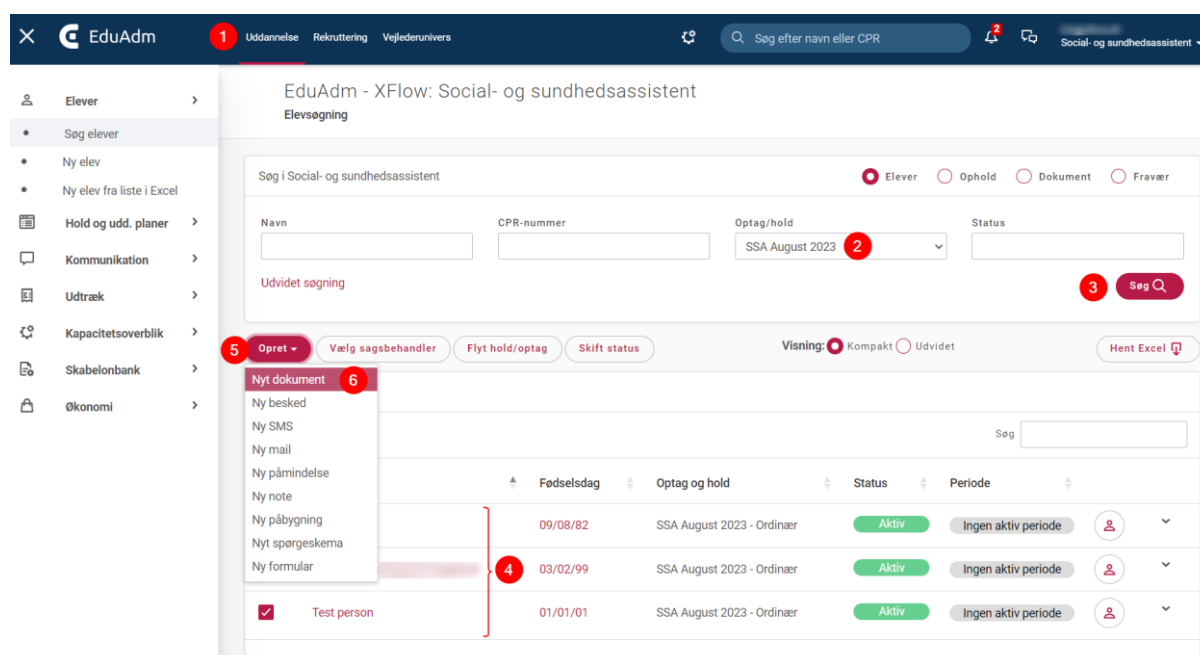 EduAdm
1 Uddannelse Rekruttering Vejlederunivers
Søg efter navn eller CPR
2
Social- og sundhedsassistent
Elever
Søg elever
Ny elev
Ny elev fra liste i Excel
Hold og udd. planer
Kommunikation
Udtræk
Kapacitetsoverblik
Skabelonbank
Økonomi
EduAdm - XFlow: Social- og sundhedsassistent
Elevsøgning
Søg i Social- og sundhedsassistent
Elever Ophold Dokument Fravær
Navn CPR-nummer Optag/hold Status
SSA August 2023 2
Udvidet søgning
3 Søg
5 Opret Vælg sagsbehandler Flyt hold/optag Skift status
Visning: Kompakt Udvidet
Hent Excel
Nyt dokument 6
Ny besked
Ny SMS
Ny mail
Ny påmindelse
Ny note
Ny påbygning
Nyt spørgeskema
Ny formular
Søg
Fødselsdag Optag og hold Status Periode
09/08/82 SSA August 2023 - Ordinær Aktiv Ingen aktiv periode
4 03/02/99 SSA August 2023 - Ordinær Aktiv Ingen aktiv periode
Test person 01/01/01 SSA August 2023 - Ordinær Aktiv Ingen aktiv periode